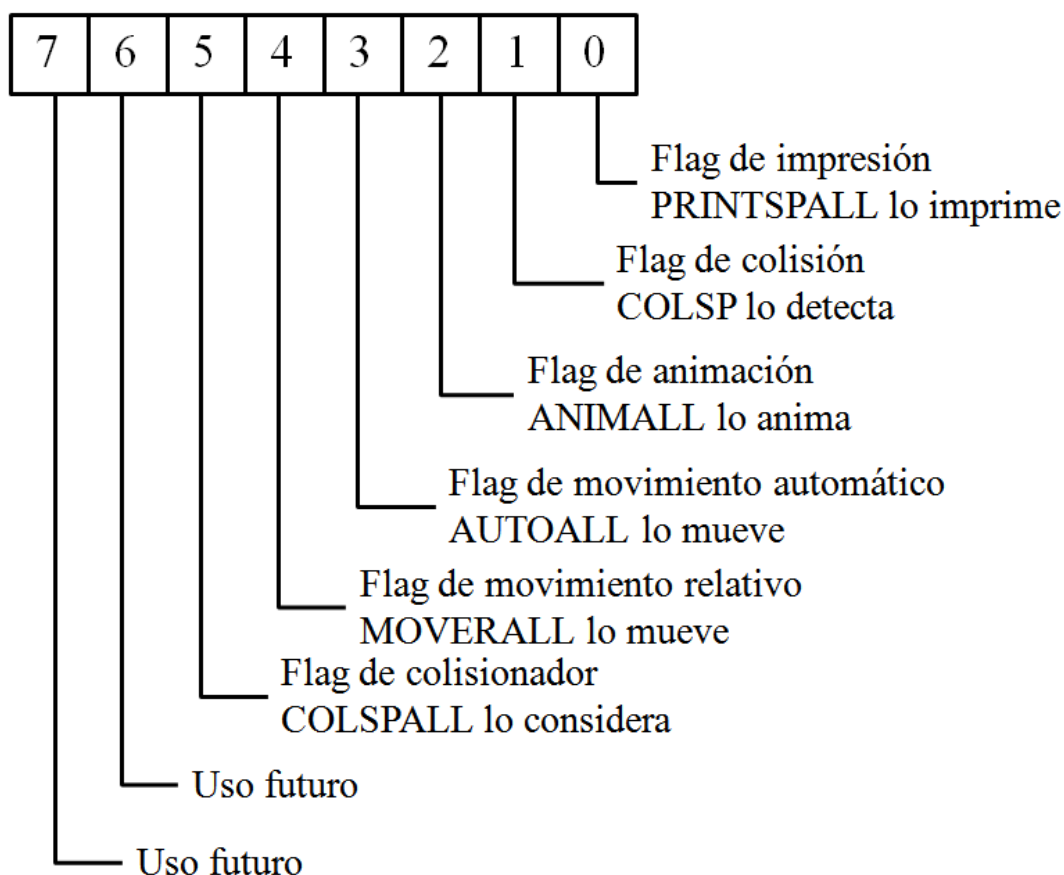 7 6 5 4 3 2 1 0
Flag de impresión
PRINTSPALL lo imprime
Flag de colisión
COLSP lo detecta
Flag de animación
ANIMALL lo anima
Flag de movimiento automático
AUTOALL lo mueve
Flag de movimiento relativo
MOVERALL lo mueve
Flag de colisionador
COLSPALL lo considera
Uso futuro
Uso futuro